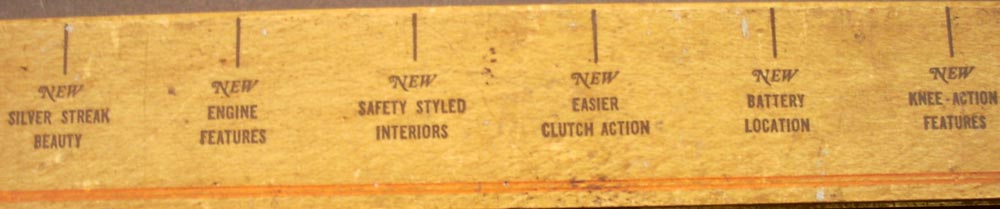 NEW
SILVER STREAK
BEAUTY
NEW
ENGINE
FEATURES
NEW
SAFETY STYLED
INTERIORS
NEW
EASIER
CLUTCH ACTION
NEW
BATTERY
LOCATION
NEW
KNEE-ACTION
FEATURES